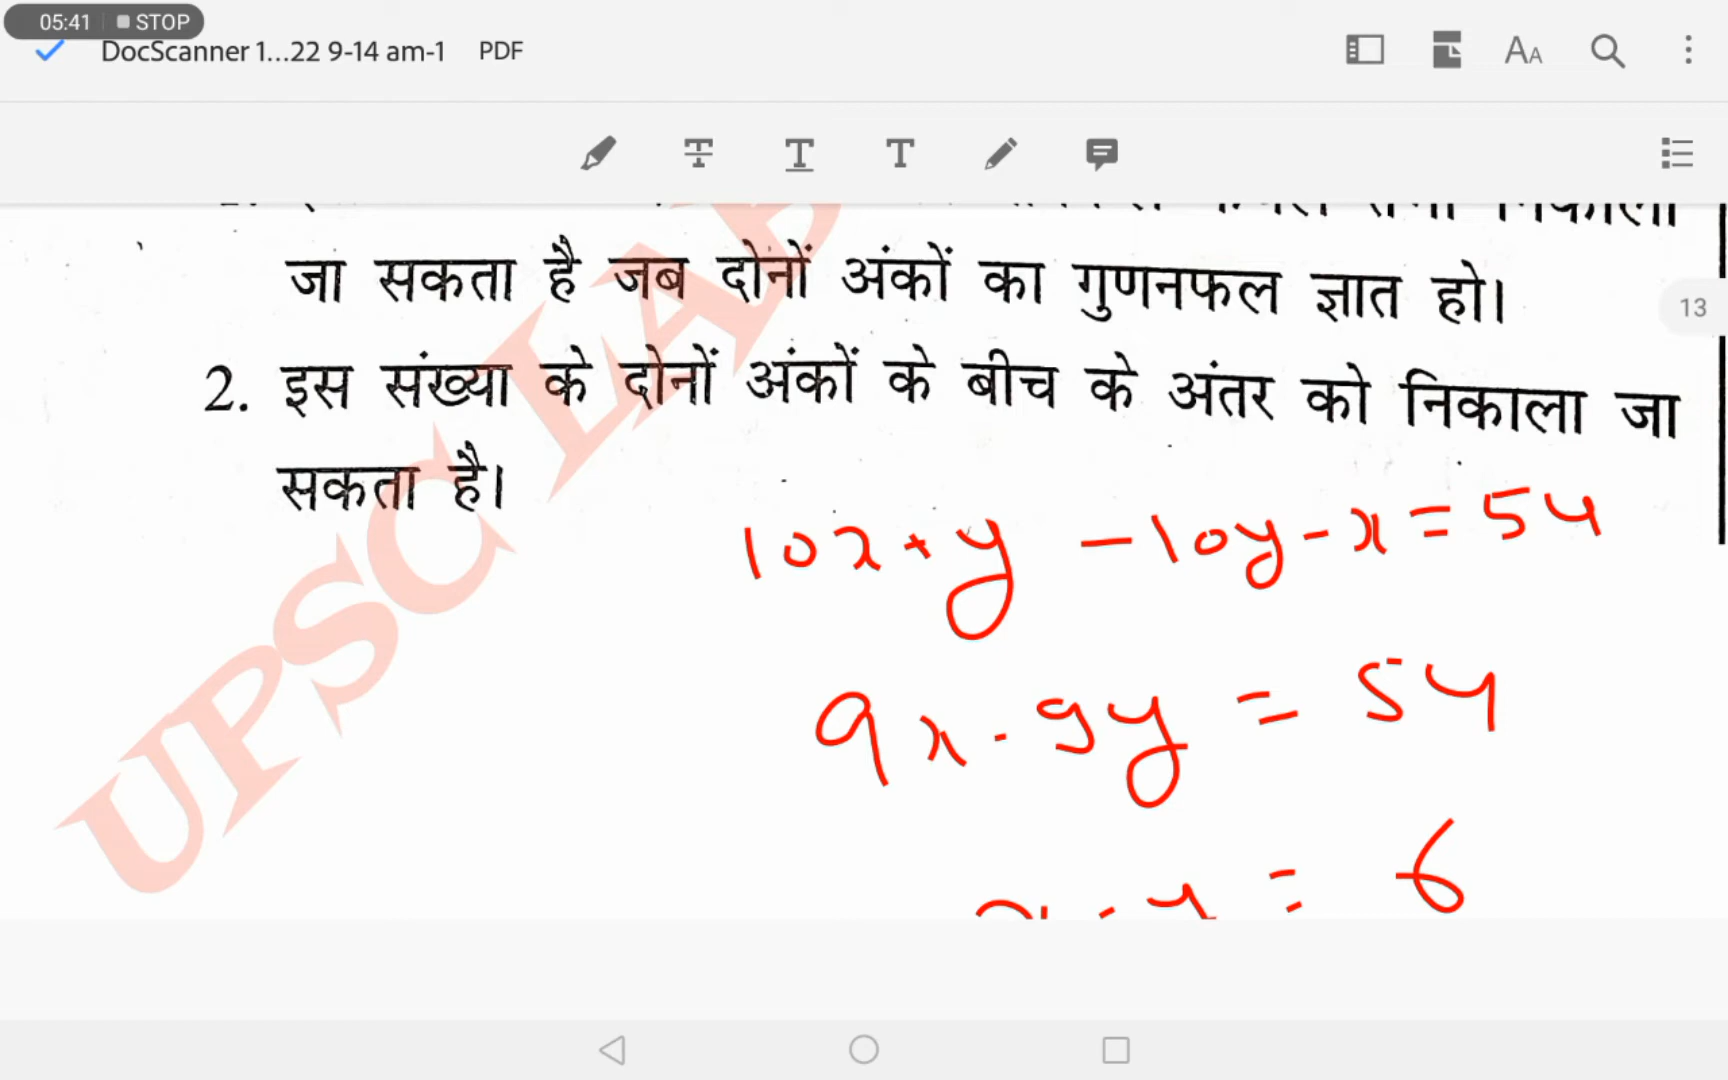 05:41 STOP
DocScanner 1...22 9-14 am-1 PDF
जा सकता है जब दोनों अंकों का गुणनफल ज्ञात हो।
13
2. इस संख्या के दोनों अंकों के बीच के अंतर को निकाला जा
सकता है।
10x+y -10y-x=54
9x-9y=54
x-y=6
UPSC LAB